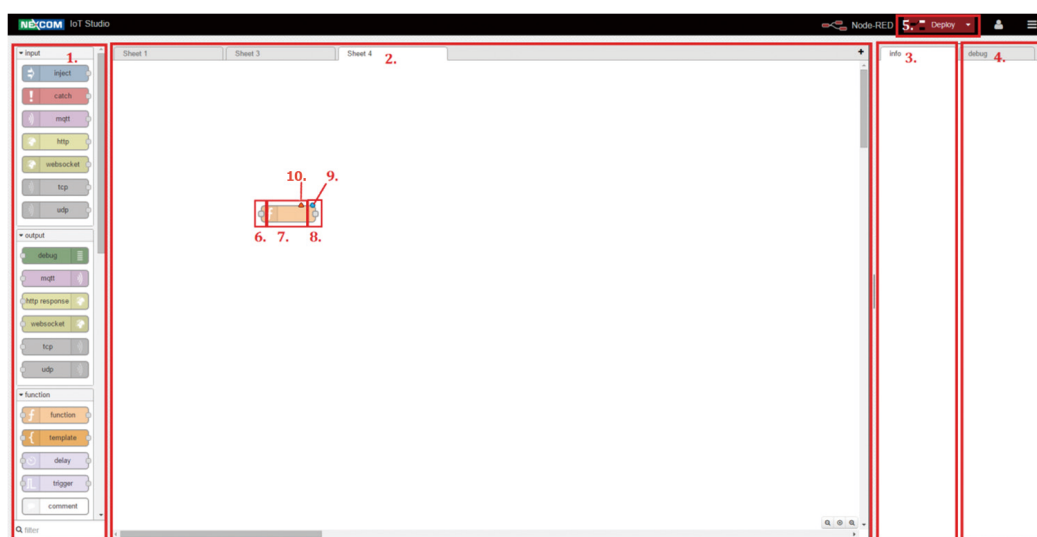 NEXCOM IoT Studio
Node-RED 5. Deploy
input 1.
inject
catch
mqtt
http
websocket
tcp
udp
output
debug
mqtt
http response
websocket
tcp
udp
function
function
template
delay
trigger
comment
filter
Sheet 1
Sheet 3
Sheet 4
2.
10. 9.
6. 7. 8.
info 3.
debug 4.